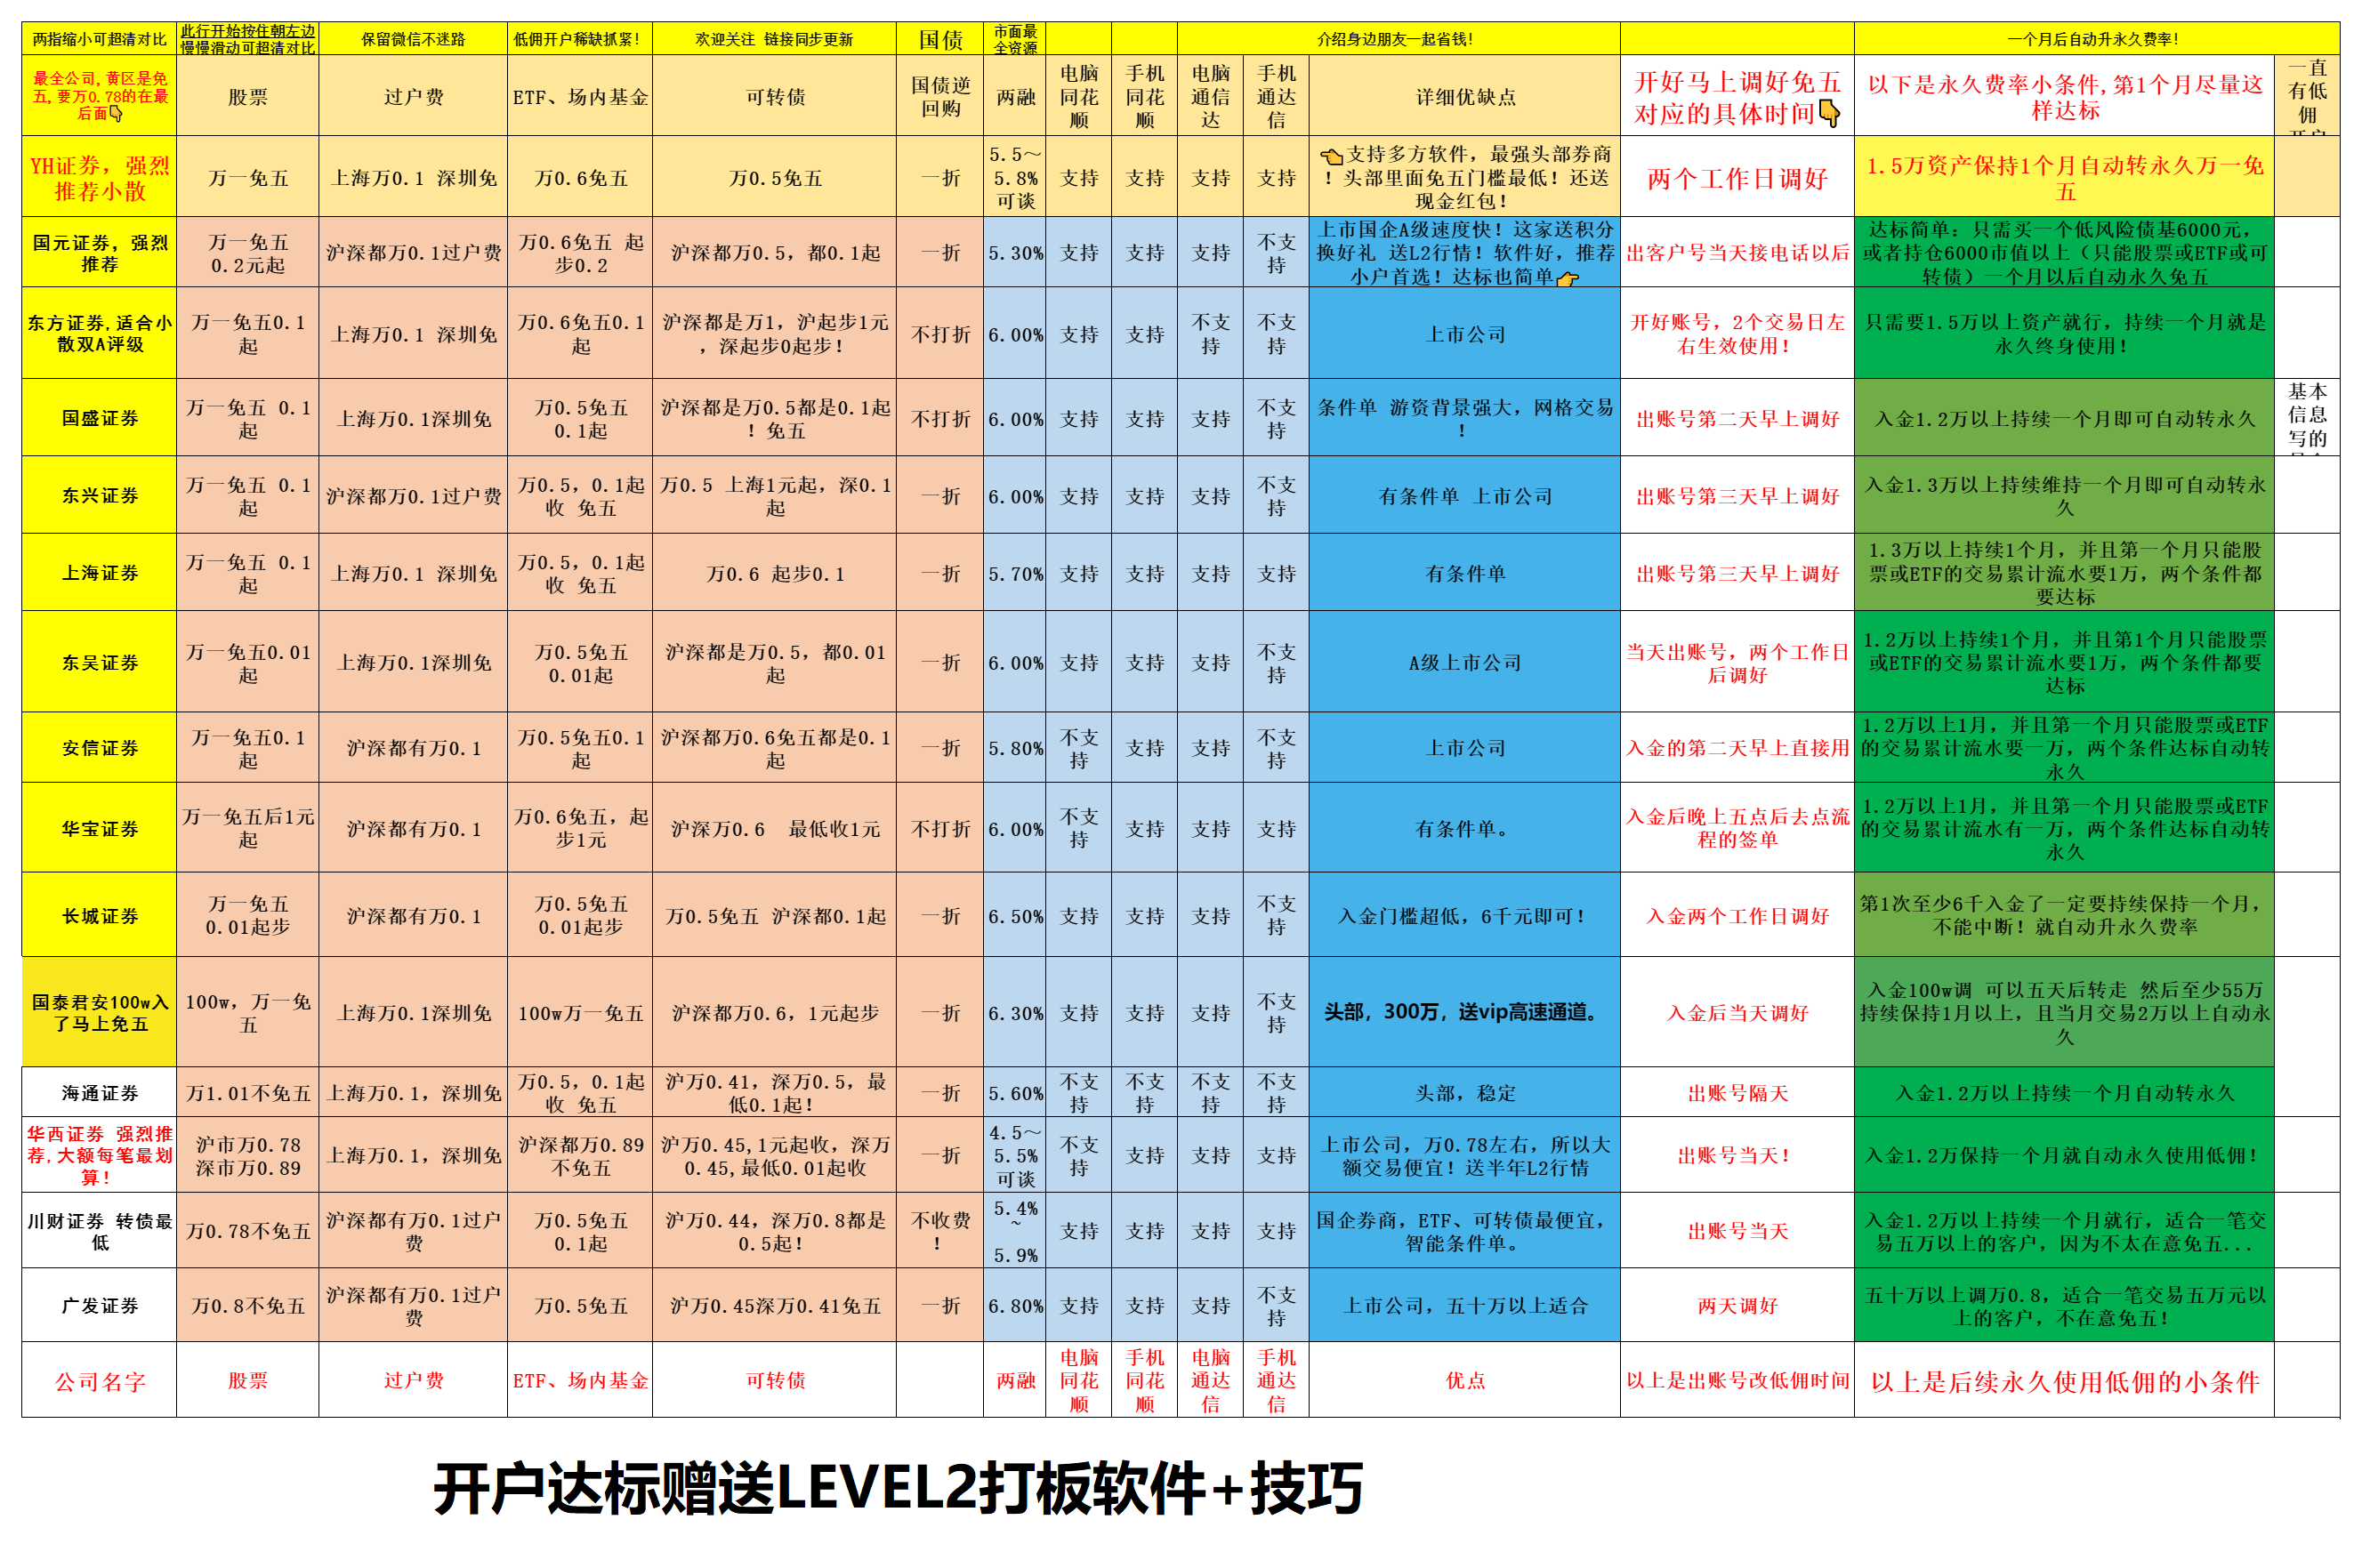 两指缩小可超清对比
此行开始按住朝左边
慢慢滑动可超清对比
保留微信不迷路
低佣开户稀缺抓紧!
欢迎关注 链接同步更新
国债
市面最
全资源
介绍身边朋友一起省钱!
一个月后自动升永久费率!
最全公司,黄区是免
五,要万0.78的在最
后面👇
股票
过户费
ETF、场内基金
可转债
国债逆
回购
两融
电脑
同花
顺
手机
同花
顺
电脑
通信
达
手机
通达
信
详细优缺点
开好马上调好免五
对应的具体时间👇
以下是永久费率小条件,第1个月尽量这
样达标
一直
有低
佣
YH证券，强烈
推荐小散
万一免五
上海万0.1 深圳免
万0.6免五
万0.5免五
一折
5.5～
5.8%
可谈
支持
支持
支持
支持
👈支持多方软件，最强头部券商
！头部里面免五门槛最低！还送
现金红包！
两个工作日调好
1.5万资产保持1个月自动转永久万一免
五
国元证券，强烈
推荐
万一免五
0.2元起
沪深都万0.1过户费
万0.6免五 起
步0.2
沪深都万0.5，都0.1起
一折
5.30%
支持
支持
支持
不支
持
上市国企A级速度快！这家送积分
换好礼 送L2行情！软件好，推荐
小户首选！达标也简单👉
出客户号当天接电话以后
达标简单：只需买一个低风险债基6000元，
或者持仓6000市值以上（只能股票或ETF或可
转债）一个月以后自动永久免五
东方证券,适合小
散双A评级
万一免五0.1
起
上海万0.1 深圳免
万0.6免五0.1
起
沪深都是万1，沪起步1元
，深起步0起步！
不打折
6.00%
支持
支持
不支
持
不支
持
上市公司
开好账号，2个交易日左
右生效使用！
只需要1.5万以上资产就行，持续一个月就是
永久终身使用！
国盛证券
万一免五 0.1
起
上海万0.1深圳免
万0.5免五
0.1起
沪深都是万0.5都是0.1起
！免五
不打折
6.00%
支持
支持
支持
不支
持
条件单 游资背景强大，网格交易
！
出账号第二天早上调好
入金1.2万以上持续一个月即可自动转永久
基本
信息
写的
东兴证券
万一免五 0.1
起
沪深都万0.1过户费
万0.5，0.1起
收 免五
万0.5 上海1元起，深0.1
起
一折
6.00%
支持
支持
支持
不支
持
有条件单 上市公司
出账号第三天早上调好
入金1.3万以上持续维持一个月即可自动转永
久
上海证券
万一免五 0.1
起
上海万0.1 深圳免
万0.5，0.1起
收 免五
万0.6 起步0.1
一折
5.70%
支持
支持
支持
支持
有条件单
出账号第三天早上调好
1.3万以上持续1个月，并且第一个月只能股
票或ETF的交易累计流水要1万，两个条件都
要达标
东吴证券
万一免五0.01
起
上海万0.1深圳免
万0.5免五
0.01起
沪深都是万0.5，都0.01
起
一折
6.00%
支持
支持
支持
不支
持
A级上市公司
当天出账号，两个工作日
后调好
1.2万以上持续1个月，并且第1个月只能股票
或ETF的交易累计流水要1万，两个条件都要
达标
安信证券
万一免五0.1
起
沪深都有万0.1
万0.5免五0.1
起
沪深都万0.6免五都是0.1
起
一折
5.80%
不支
持
支持
支持
不支
持
上市公司
入金的第二天早上直接用
1.2万以上1月，并且第一个月只能股票或ETF
的交易累计流水要一万，两个条件达标自动转
永久
华宝证券
万一免五后1元
起
沪深都有万0.1
万0.6免五，起
步1元
沪深万0.6  最低收1元
不打折
6.00%
不支
持
支持
支持
支持
有条件单。
入金后晚上五点后去点流
程的签单
1.2万以上1月，并且第一个月只能股票或ETF
的交易累计流水有一万，两个条件达标自动转
永久
长城证券
万一免五
0.01起步
沪深都有万0.1
万0.5免五
0.01起步
万0.5免五 沪深都0.1起
一折
6.50%
支持
支持
支持
不支
持
入金门槛超低，6千元即可！
入金两个工作日调好
第1次至少6千入金了一定要持续保持一个月，
不能中断！就自动升永久费率
国泰君安100w入
了马上免五
100w，万一免
五
上海万0.1深圳免
100w万一免五
沪深都万0.6，1元起步
一折
6.30%
支持
支持
支持
不支
持
头部，300万，送vip高速通道。
入金后当天调好
入金100w调 可以五天后转走 然后至少55万
持续保持1月以上，且当月交易2万以上自动永
久
海通证券
万1.01不免五
上海万0.1，深圳免
万0.5，0.1起
收 免五
沪万0.41，深万0.5，最
低0.1起！
一折
5.60%
不支
持
不支
持
不支
持
不支
持
头部，稳定
出账号隔天
入金1.2万以上持续一个月自动转永久
华西证券 强烈推
荐,大额每笔最划
算！
沪市万0.78
深市万0.89
上海万0.1，深圳免
沪深都万0.89
不免五
沪万0.45,1元起收，深万
0.45,最低0.01起收
一折
4.5～
5.5%
可谈
不支
持
支持
支持
支持
上市公司，万0.78左右，所以大
额交易便宜！送半年L2行情
出账号当天！
入金1.2万保持一个月就自动永久使用低佣！
川财证券 转债最
低
万0.78不免五
沪深都有万0.1过户
费
万0.5免五
0.1起
沪万0.44，深万0.8都是
0.5起！
不收费
！
5.4%
~
5.9%
支持
支持
支持
支持
国企券商，ETF、可转债最便宜，
智能条件单。
出账号当天
入金1.2万以上持续一个月就行，适合一笔交
易五万以上的客户，因为不太在意免五...
广发证券
万0.8不免五
沪深都有万0.1过户
费
万0.5免五
沪万0.45深万0.41免五
一折
6.80%
支持
支持
支持
不支
持
上市公司，五十万以上适合
两天调好
五十万以上调万0.8，适合一笔交易五万元以
上的客户，不在意免五！
公司名字
股票
过户费
ETF、场内基金
可转债
两融
电脑
同花
顺
手机
同花
顺
电脑
通达
信
手机
通达
信
优点
以上是出账号改低佣时间
以上是后续永久使用低佣的小条件
开户达标赠送LEVEL2打板软件+技巧